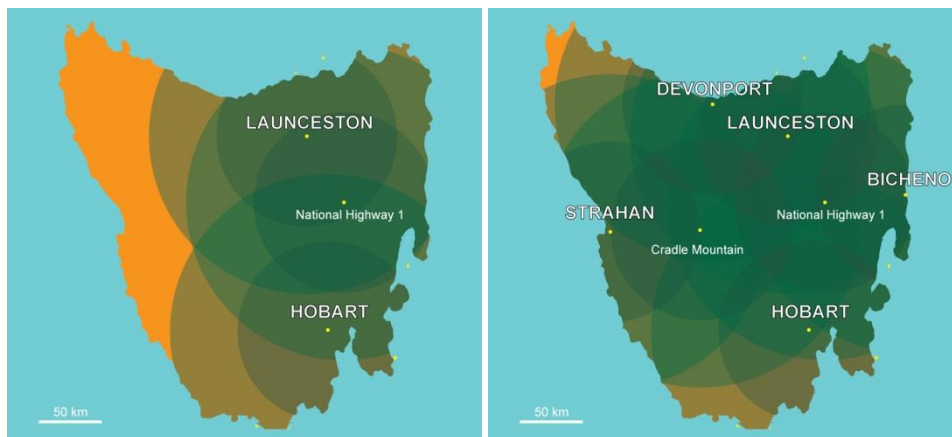 LAUNCESTON
National Highway 1
HOBART
50 km
DEVONPORT
LAUNCESTON
BICHENO
STRAHAN
National Highway 1
Cradle Mountain
HOBART
50 km